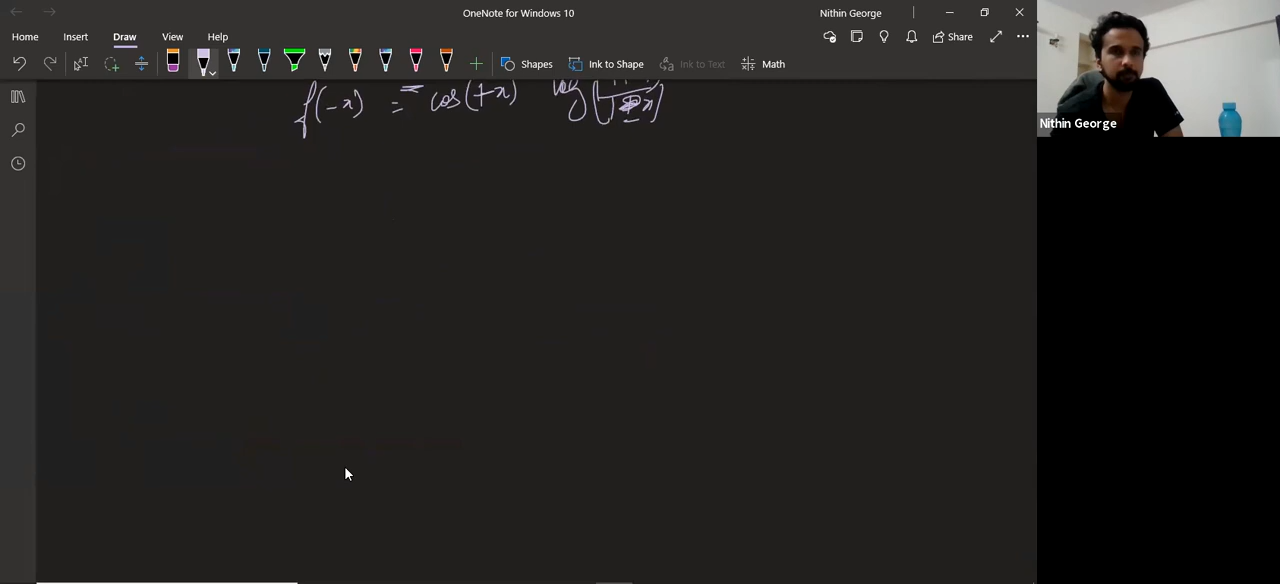 OneNote for Windows 10
Nithin George
Home Insert Draw View Help
Share
Shapes Ink to Shape Ink to Text Math
f(-x) = cos(+x) log
Nithin George